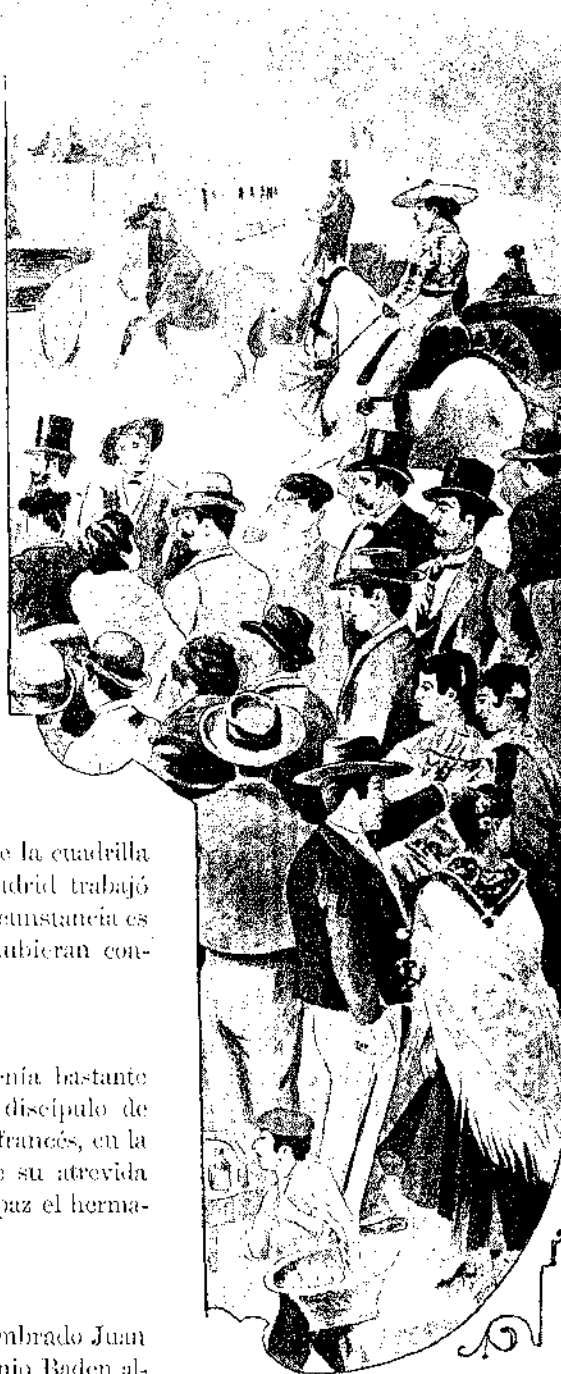 e la cuadrilla
adrid trabajó
cunstancia es
ubieran con-
enía bastante
discípulo de
francés, en la
e su atrevida
paz el herma-
mbrado Juan
nio Baden al-